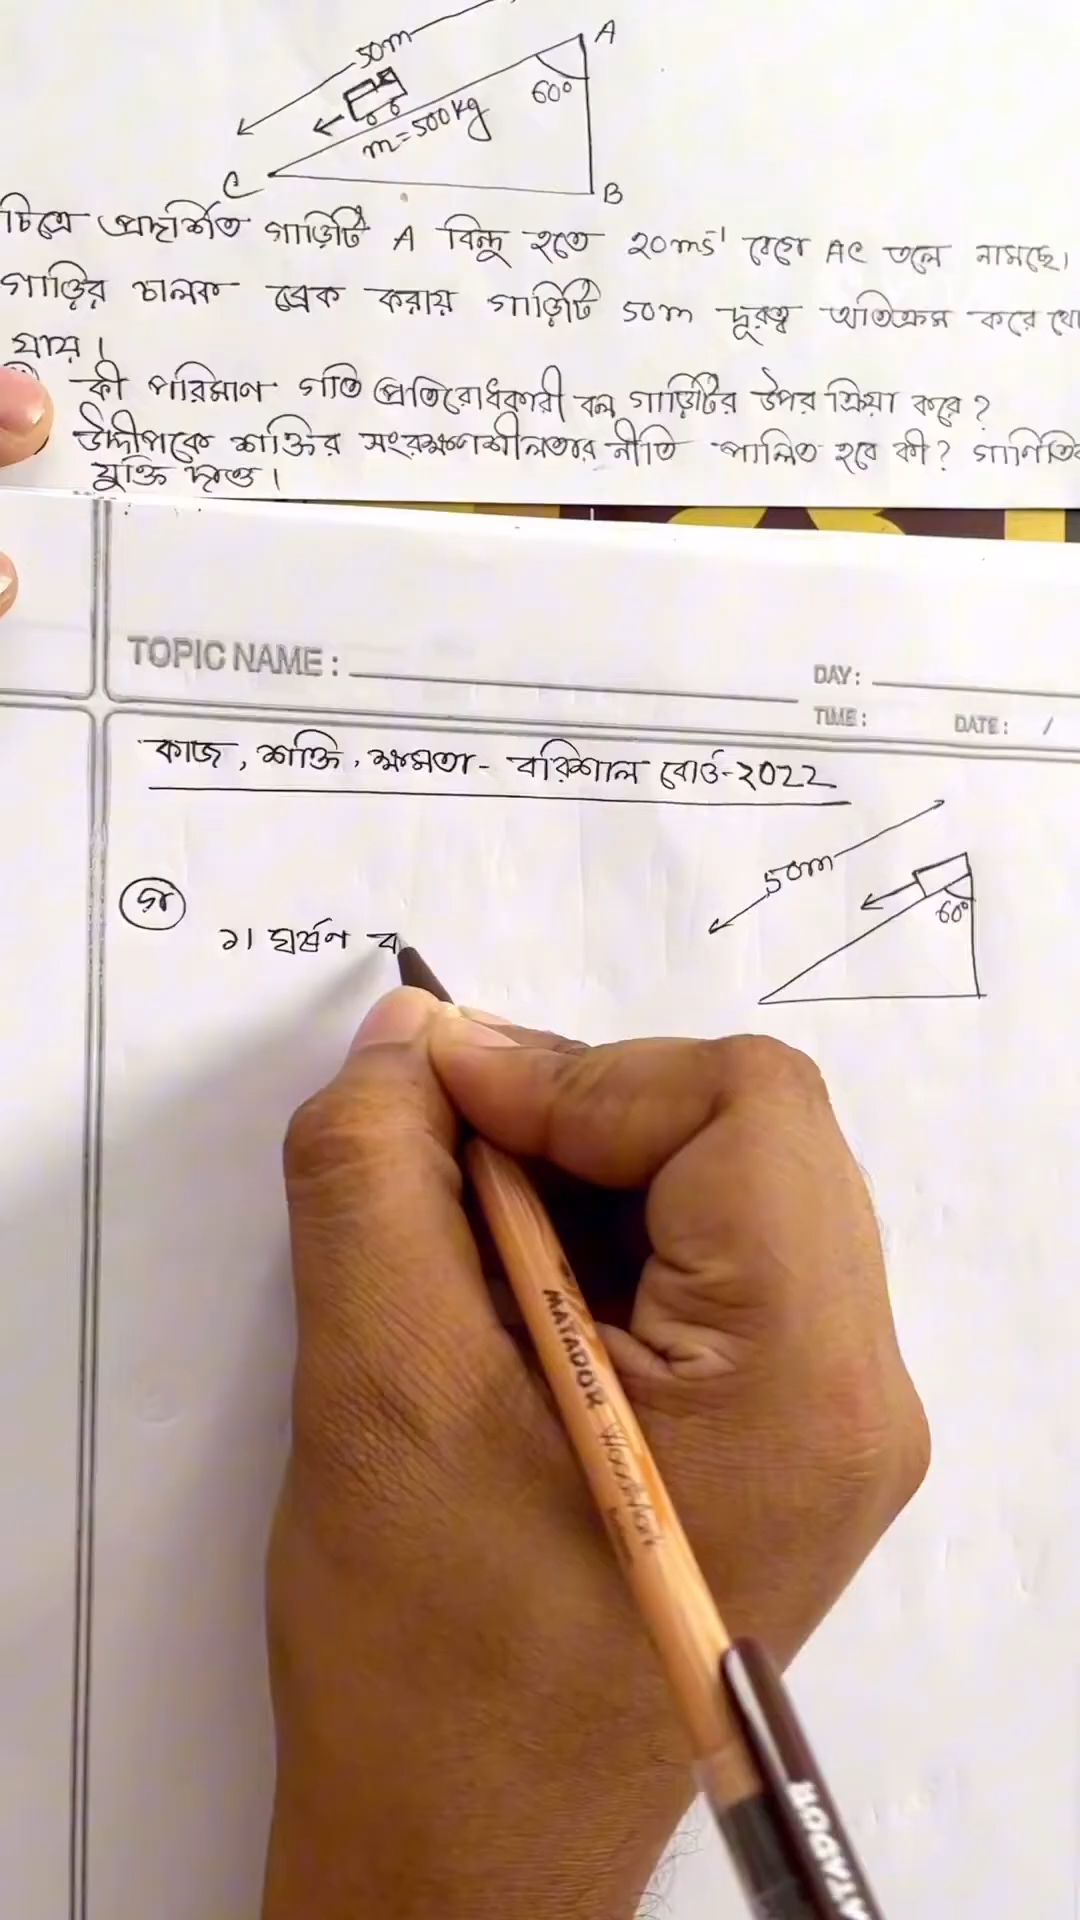 50m
A
60°
m=500kg
C
B
চিত্রে প্রদর্শিত গাড়িটি A বিন্দু হতে ২০ms⁻¹ বেগে AC তলে নামছে।
গাড়ির চালক ব্রেক করায় গাড়িটি 50m দূরত্ব অতিক্রম করে থে
যায়।
কী পরিমাণ গতি প্রতিরোধকারী বল গাড়িটির উপর ক্রিয়া করে?
উদ্দীপকে শক্তির সংরক্ষণশীলতার নীতি পালিত হবে কী? গাণিতিক
যুক্তি দাও।
TOPIC NAME :
DAY :
TIME :
DATE : /
কাজ, শক্তি, ক্ষমতা - বরিশাল বোর্ড-২022
50m
60°
গ
১। ঘর্ষণ ব
MATADOR
MATADOR